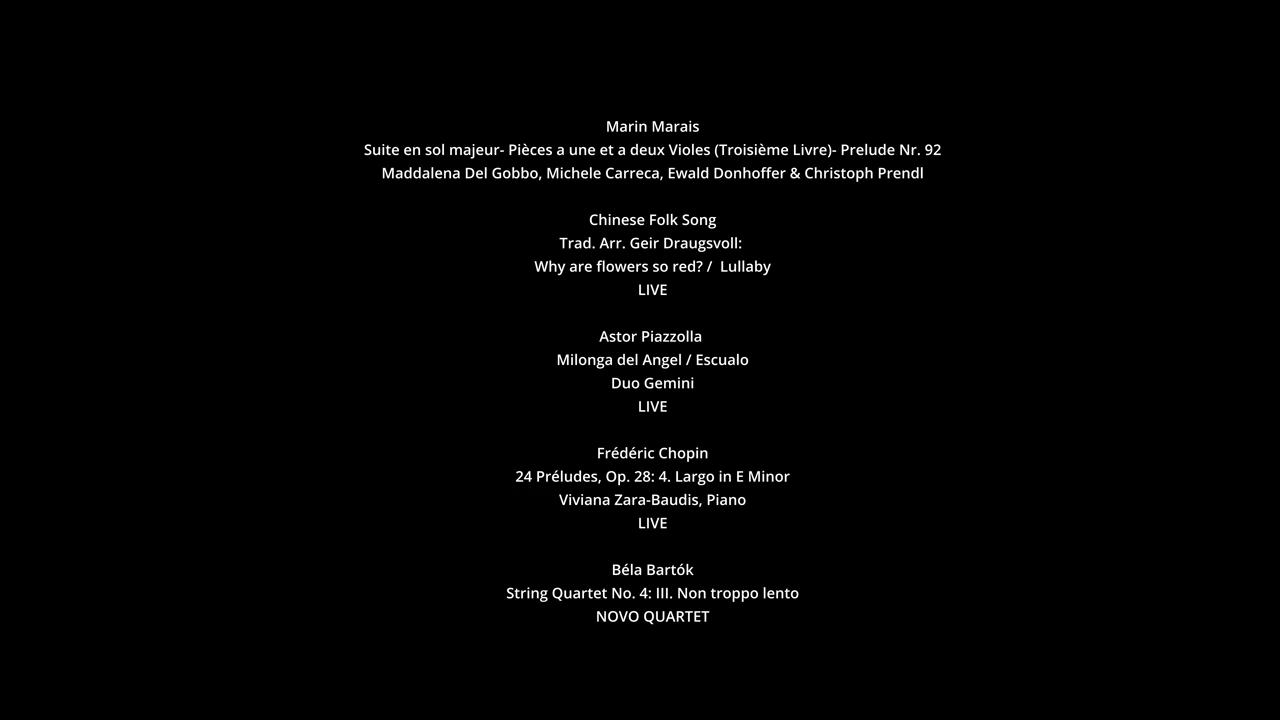 Marin Marais
Suite en sol majeur- Pièces a une et a deux Violes (Troisième Livre)- Prelude Nr. 92
Maddalena Del Gobbo, Michele Carreca, Ewald Donhoffer & Christoph Prendl
Chinese Folk Song
Trad. Arr. Geir Draugsvoll:
Why are flowers so red? /  Lullaby
LIVE
Astor Piazzolla
Milonga del Angel / Escualo
Duo Gemini
LIVE
Frédéric Chopin
24 Préludes, Op. 28: 4. Largo in E Minor
Viviana Zara-Baudis, Piano
LIVE
Béla Bartók
String Quartet No. 4: III. Non troppo lento
NOVO QUARTET